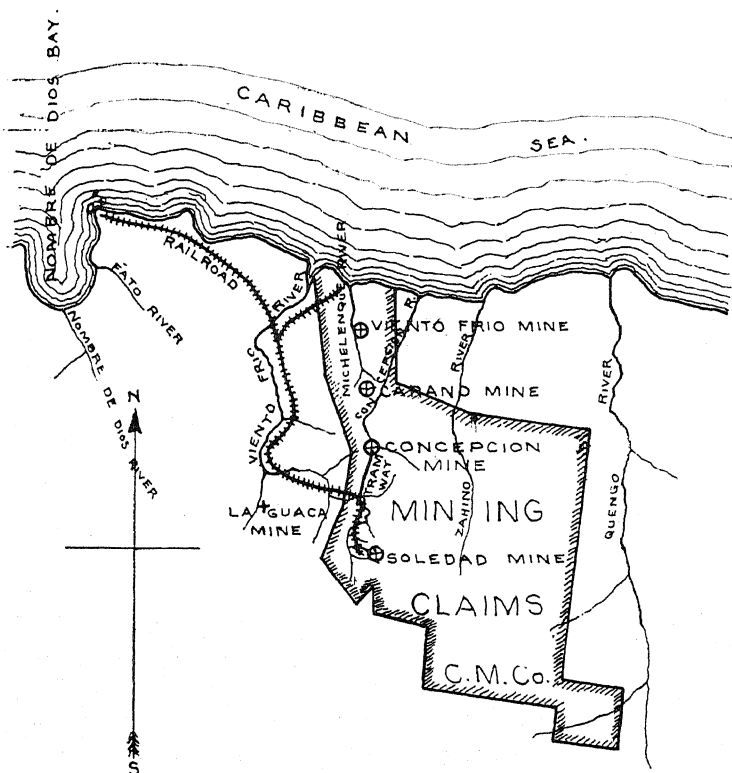 NOMBRE DE DIOS BAY.
CARIBBEAN SEA.
RAILROAD
FATO RIVER
NOMBRE DE DIOS RIVER
VIENTO FRIO RIVER
MICHELENQUE RIVER
CONCEPCION R.
VIENTO FRIO MINE
CABANO MINE
CONCEPCION
MINE
TRAM
WAY
LA GUACA
MINE
ZAHINO RIVER
QUENGO RIVER
MINING
SOLEDAD MINE
CLAIMS
C.M.Co.
N
S